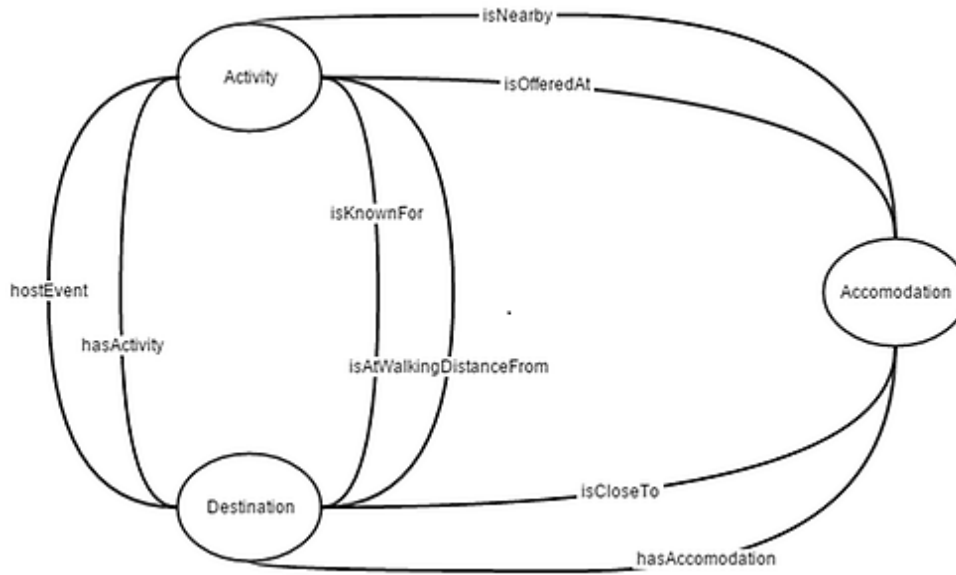 isNearby
Activity
isOfferedAt
isKnownFor
hostEvent
Accomodation
hasActivity
isAtWalkingDistanceFrom
isCloseTo
Destination
hasAccomodation